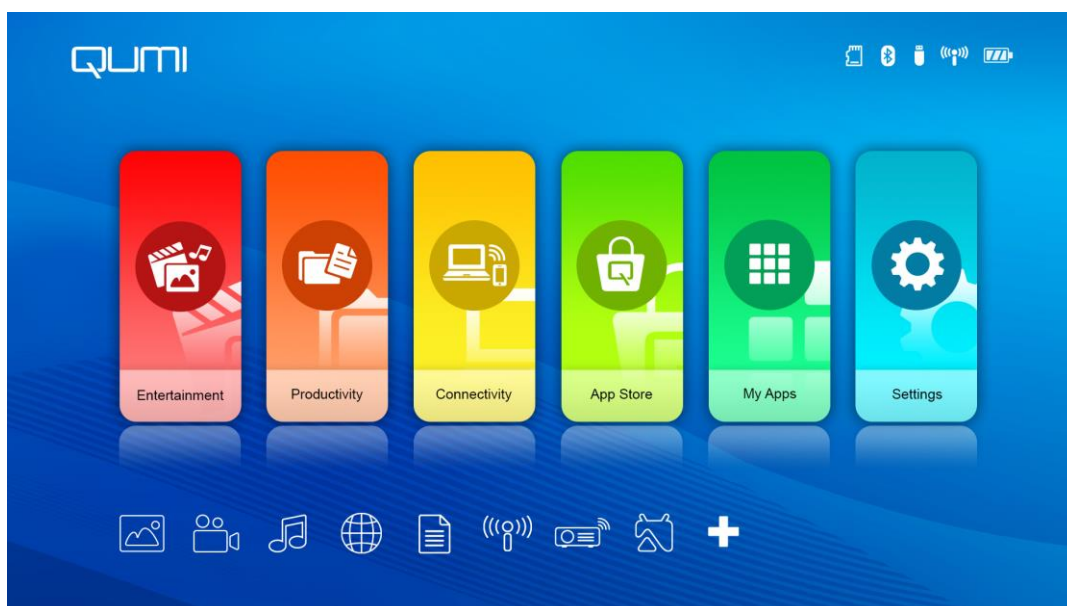 QUMI
Entertainment
Productivity
Connectivity
App Store
My Apps
Settings